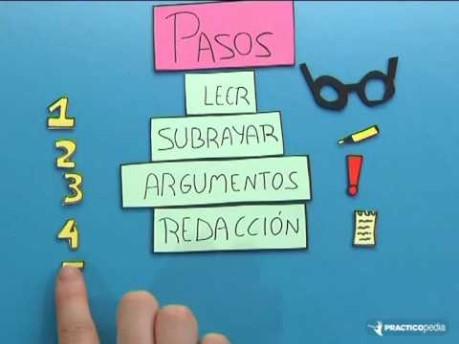 PASOS
1
LEER
2
SUBRAYAR
3
ARGUMENTOS
4
REDACCIÓN
PRACTICOpedia